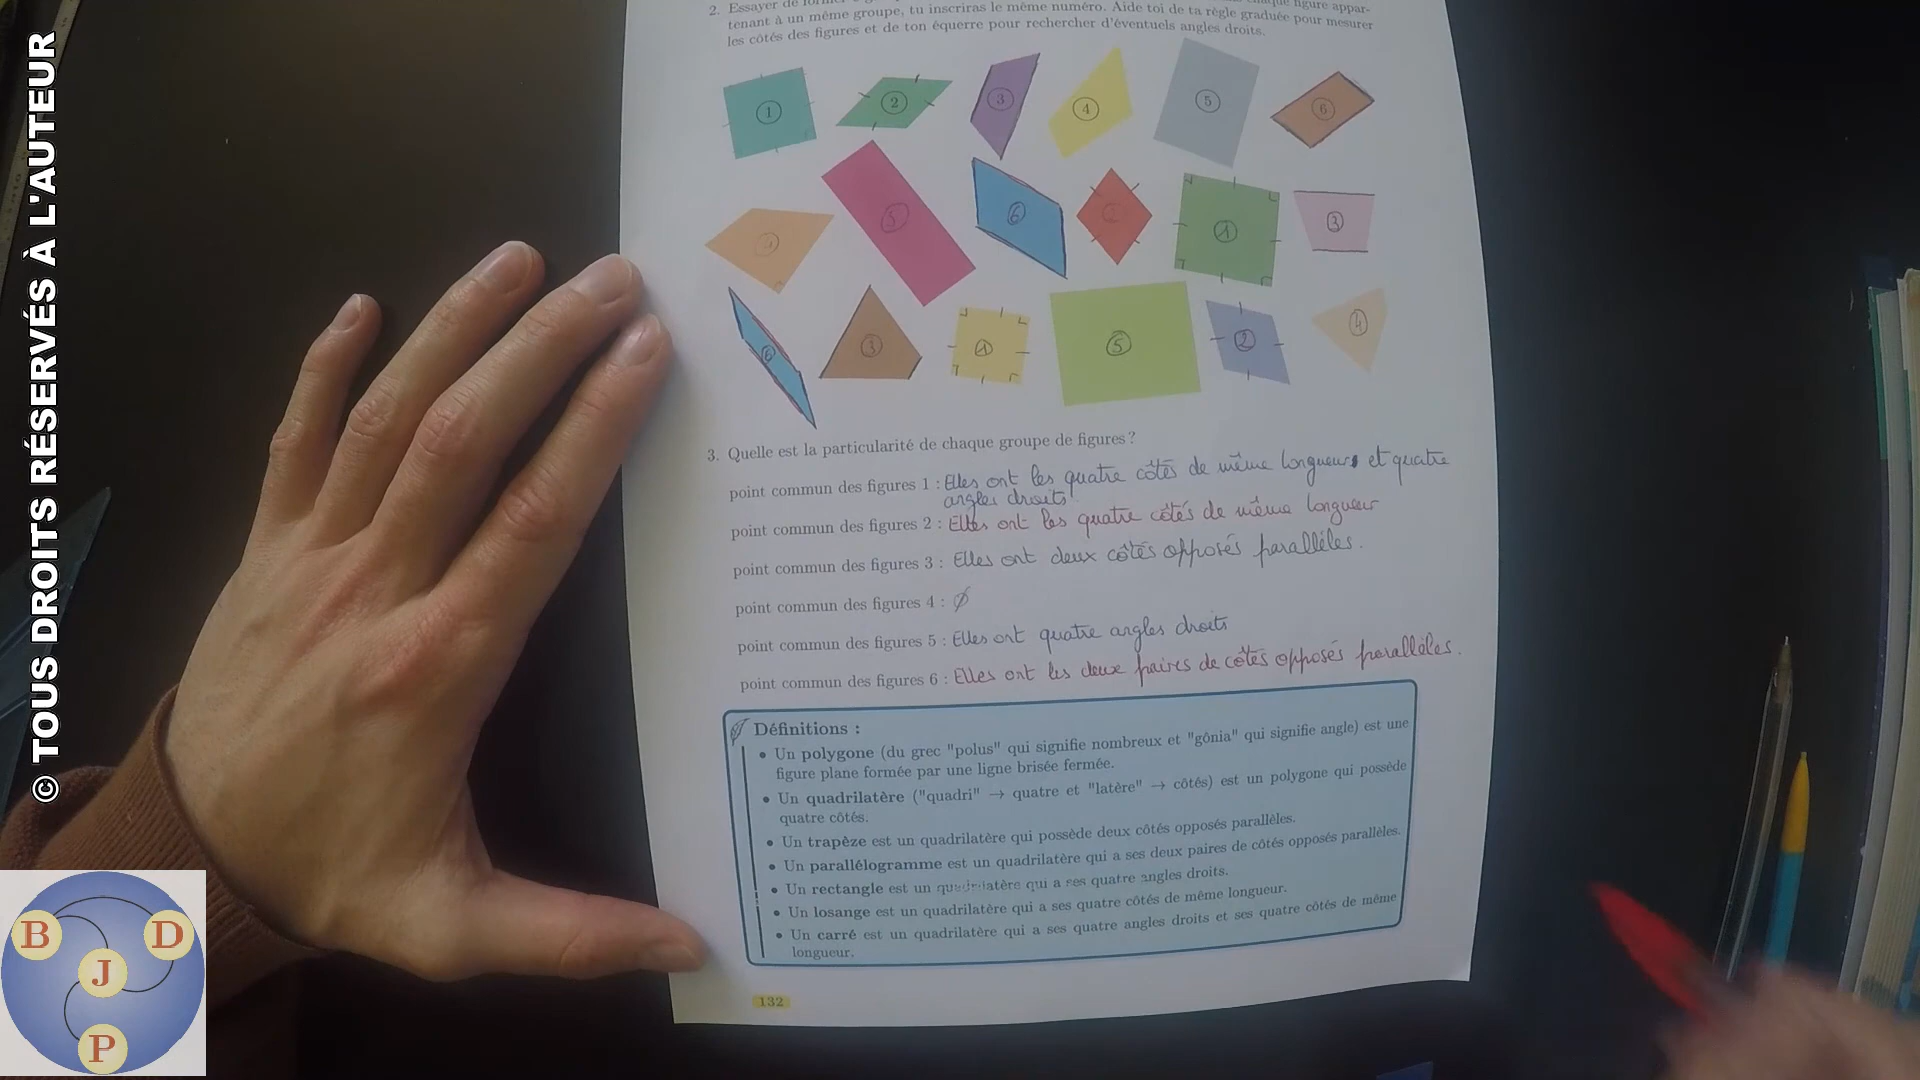 © TOUS DROITS RÉSERVÉS À L'AUTEUR
2. Essayer de chaque figure appar-
tenant à un même groupe, tu inscriras le même numéro. Aide toi de ta règle graduée pour mesurer
les côtés des figures et de ton équerre pour rechercher d'éventuels angles droits.
1 2 3 4 5 6
4 5 6 2 1 3
6 3 1 5 2 4
3. Quelle est la particularité de chaque groupe de figures ?
point commun des figures 1 : Elles ont les quatre côtés de même longueurs et quatre
angles droits.
point commun des figures 2 : Elles ont les quatre côtés de même longueur
point commun des figures 3 : Elles ont deux côtés opposés parallèles.
point commun des figures 4 : ∅
point commun des figures 5 : Elles ont quatre angles droits
point commun des figures 6 : Elles ont les deux paires de côtés opposés parallèles.
Définitions :
• Un polygone (du grec "polus" qui signifie nombreux et "gônia" qui signifie angle) est une
figure plane formée par une ligne brisée fermée.
• Un quadrilatère ("quadri" → quatre et "latère" → côtés) est un polygone qui possède
quatre côtés.
• Un trapèze est un quadrilatère qui possède deux côtés opposés parallèles.
• Un parallélogramme est un quadrilatère qui a ses deux paires de côtés opposés parallèles.
• Un rectangle est un quadrilatère qui a ses quatre angles droits.
• Un losange est un quadrilatère qui a ses quatre côtés de même longueur.
• Un carré est un quadrilatère qui a ses quatre angles droits et ses quatre côtés de même
longueur.
132
B D
J
P